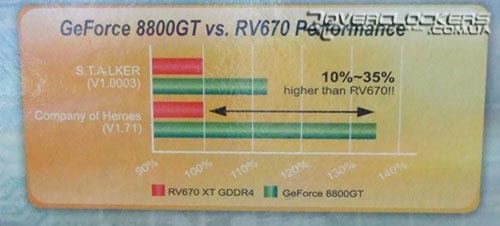 OVERCLOCKERS
.COM.UA
GeForce 8800GT vs. RV670 Performance
S.T.A.LKER
(V1.0003)
10%~35%
higher than RV670!!
Company of Heroes
(V1.71)
90%
100%
110%
120%
130%
140%
RV670 XT GDDR4
GeForce 8800GT